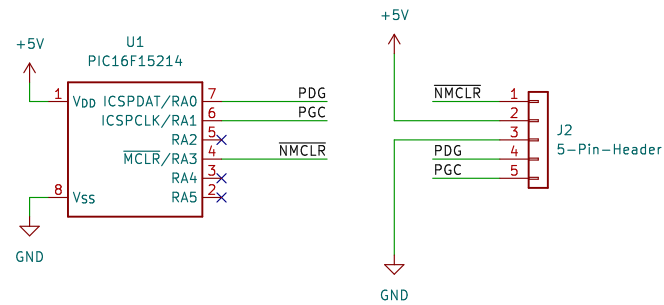 +5V
U1
PIC16F15214
1 VDD ICSPDAT/RA0 7 PDG
ICSPCLK/RA1 6 PGC
RA2 5
MCLR/RA3 4 NMCLR
RA4 3
8 VSS RA5 2
GND
+5V
NMCLR 1
2
3
PDG 4
PGC 5
J2
5-Pin-Header
GND